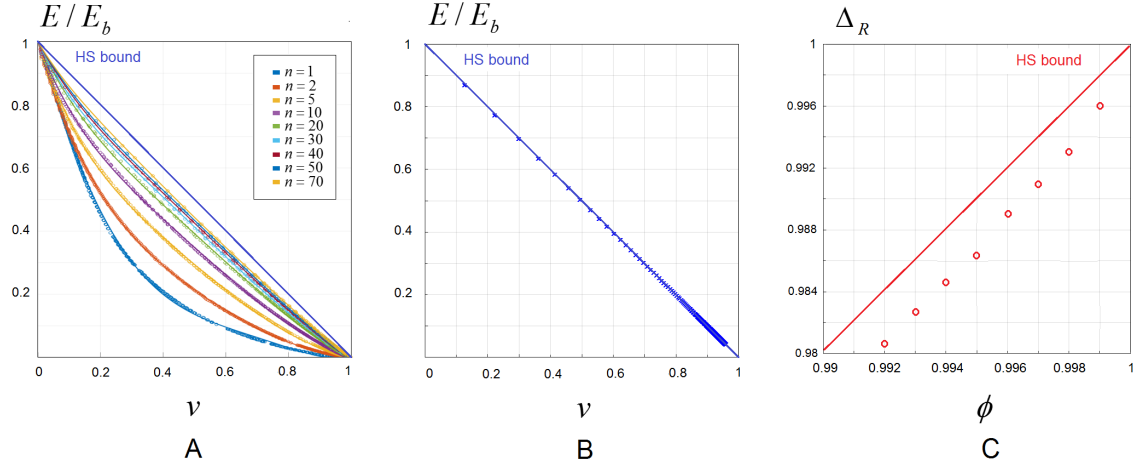 E / E_b
HS bound
n = 1
n = 2
n = 5
n = 10
n = 20
n = 30
n = 40
n = 50
n = 70
1
0.8
0.6
0.4
0.2
0 0.2 0.4 0.6 0.8 1
v
A
E / E_b
HS bound
1
0.8
0.6
0.4
0.2
0 0.2 0.4 0.6 0.8 1
v
B
Δ_R
HS bound
1
0.996
0.992
0.988
0.984
0.98
0.99 0.992 0.994 0.996 0.998 1
ϕ
C